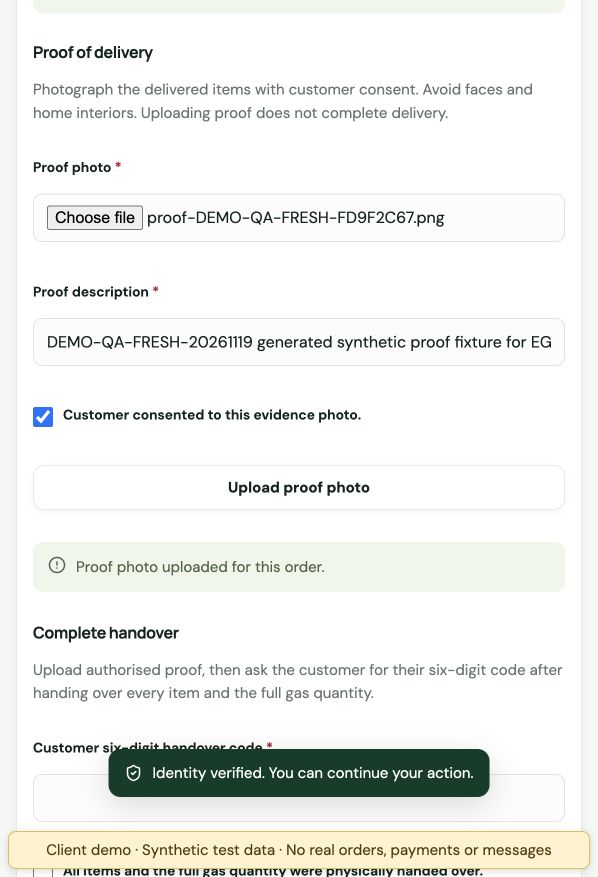 Proof of delivery
Photograph the delivered items with customer consent. Avoid faces and
home interiors. Uploading proof does not complete delivery.
Proof photo *
Choose file proof-DEMO-QA-FRESH-FD9F2C67.png
Proof description *
DEMO-QA-FRESH-20261119 generated synthetic proof fixture for EG
Customer consented to this evidence photo.
Upload proof photo
Proof photo uploaded for this order.
Complete handover
Upload authorised proof, then ask the customer for their six-digit code after
handing over every item and the full gas quantity.
Customer six-digit handover code *
Identity verified. You can continue your action.
Client demo · Synthetic test data · No real orders, payments or messages
All items and the full gas quantity were physically handed over.